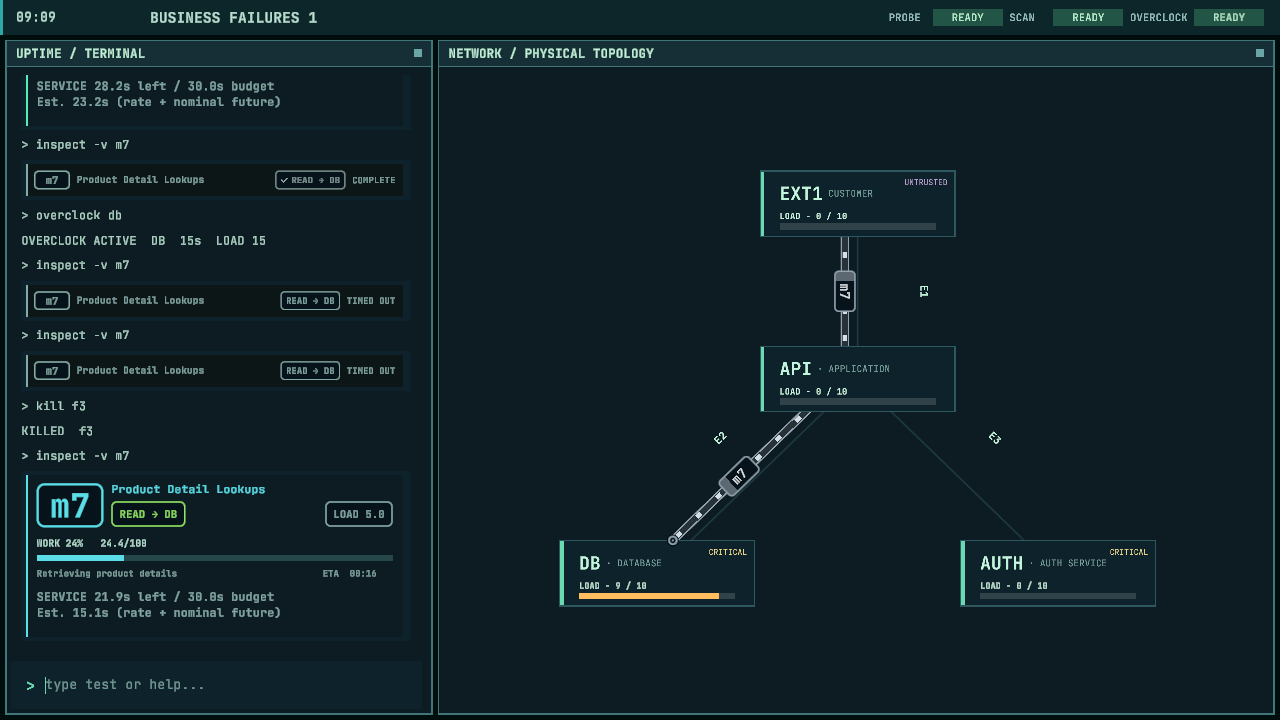 09:09
BUSINESS FAILURES 1
PROBE READY SCAN READY OVERCLOCK READY
UPTIME / TERMINAL
SERVICE 28.2s left / 30.0s budget
Est. 23.2s (rate + nominal future)
> inspect -v m7
m7 Product Detail Lookups ✓ READ → DB COMPLETE
> overclock db
OVERCLOCK ACTIVE DB 15s LOAD 15
> inspect -v m7
m7 Product Detail Lookups READ → DB TIMED OUT
> inspect -v m7
m7 Product Detail Lookups READ → DB TIMED OUT
> kill f3
KILLED f3
> inspect -v m7
m7 Product Detail Lookups
READ → DB LOAD 5.0
WORK 24% 24.4/100
Retrieving product details ETA 00:16
SERVICE 21.9s left / 30.0s budget
Est. 15.1s (rate + nominal future)
> type test or help...
NETWORK / PHYSICAL TOPOLOGY
UNTRUSTED
EXT1 CUSTOMER
LOAD - 0 / 10
m7
E1
API · APPLICATION
LOAD - 0 / 10
E2
E3
m7
CRITICAL
DB · DATABASE
LOAD - 9 / 10
CRITICAL
AUTH · AUTH SERVICE
LOAD - 0 / 10